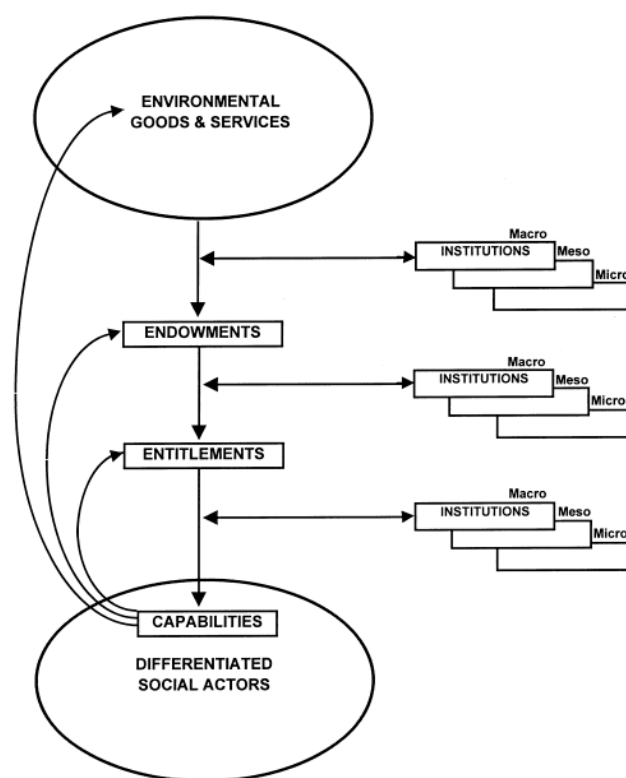 ENVIRONMENTAL
GOODS & SERVICES
Macro
INSTITUTIONS
Meso
Micro
ENDOWMENTS
Macro
INSTITUTIONS
Meso
Micro
ENTITLEMENTS
Macro
INSTITUTIONS
Meso
Micro
CAPABILITIES
DIFFERENTIATED
SOCIAL ACTORS